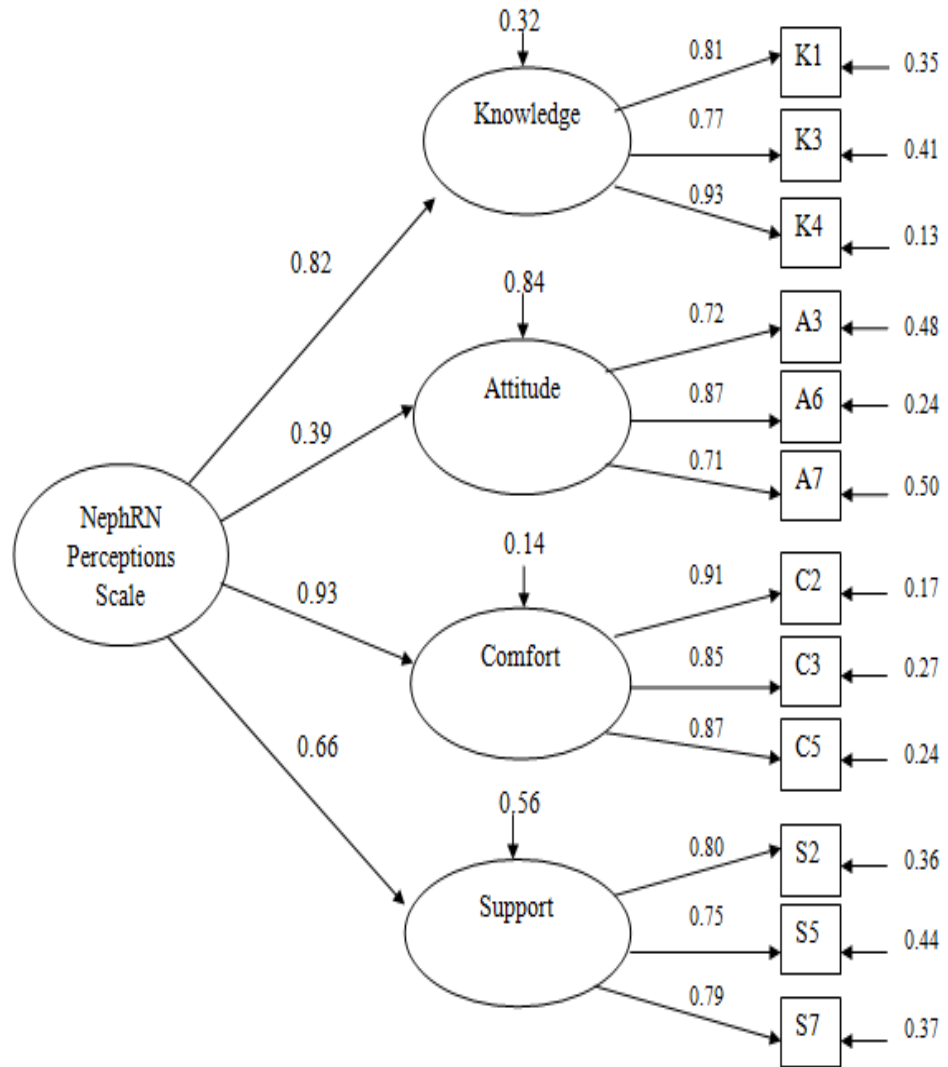 0.32
0.81
K1
0.35
Knowledge
0.77
K3
0.41
0.93
K4
0.13
0.82
0.84
0.72
A3
0.48
Attitude
0.87
A6
0.24
0.39
0.71
A7
0.50
NephRN
Perceptions
Scale
0.14
0.91
C2
0.17
0.93
Comfort
0.85
C3
0.27
0.87
C5
0.24
0.66
0.56
0.80
S2
0.36
Support
0.75
S5
0.44
0.79
S7
0.37